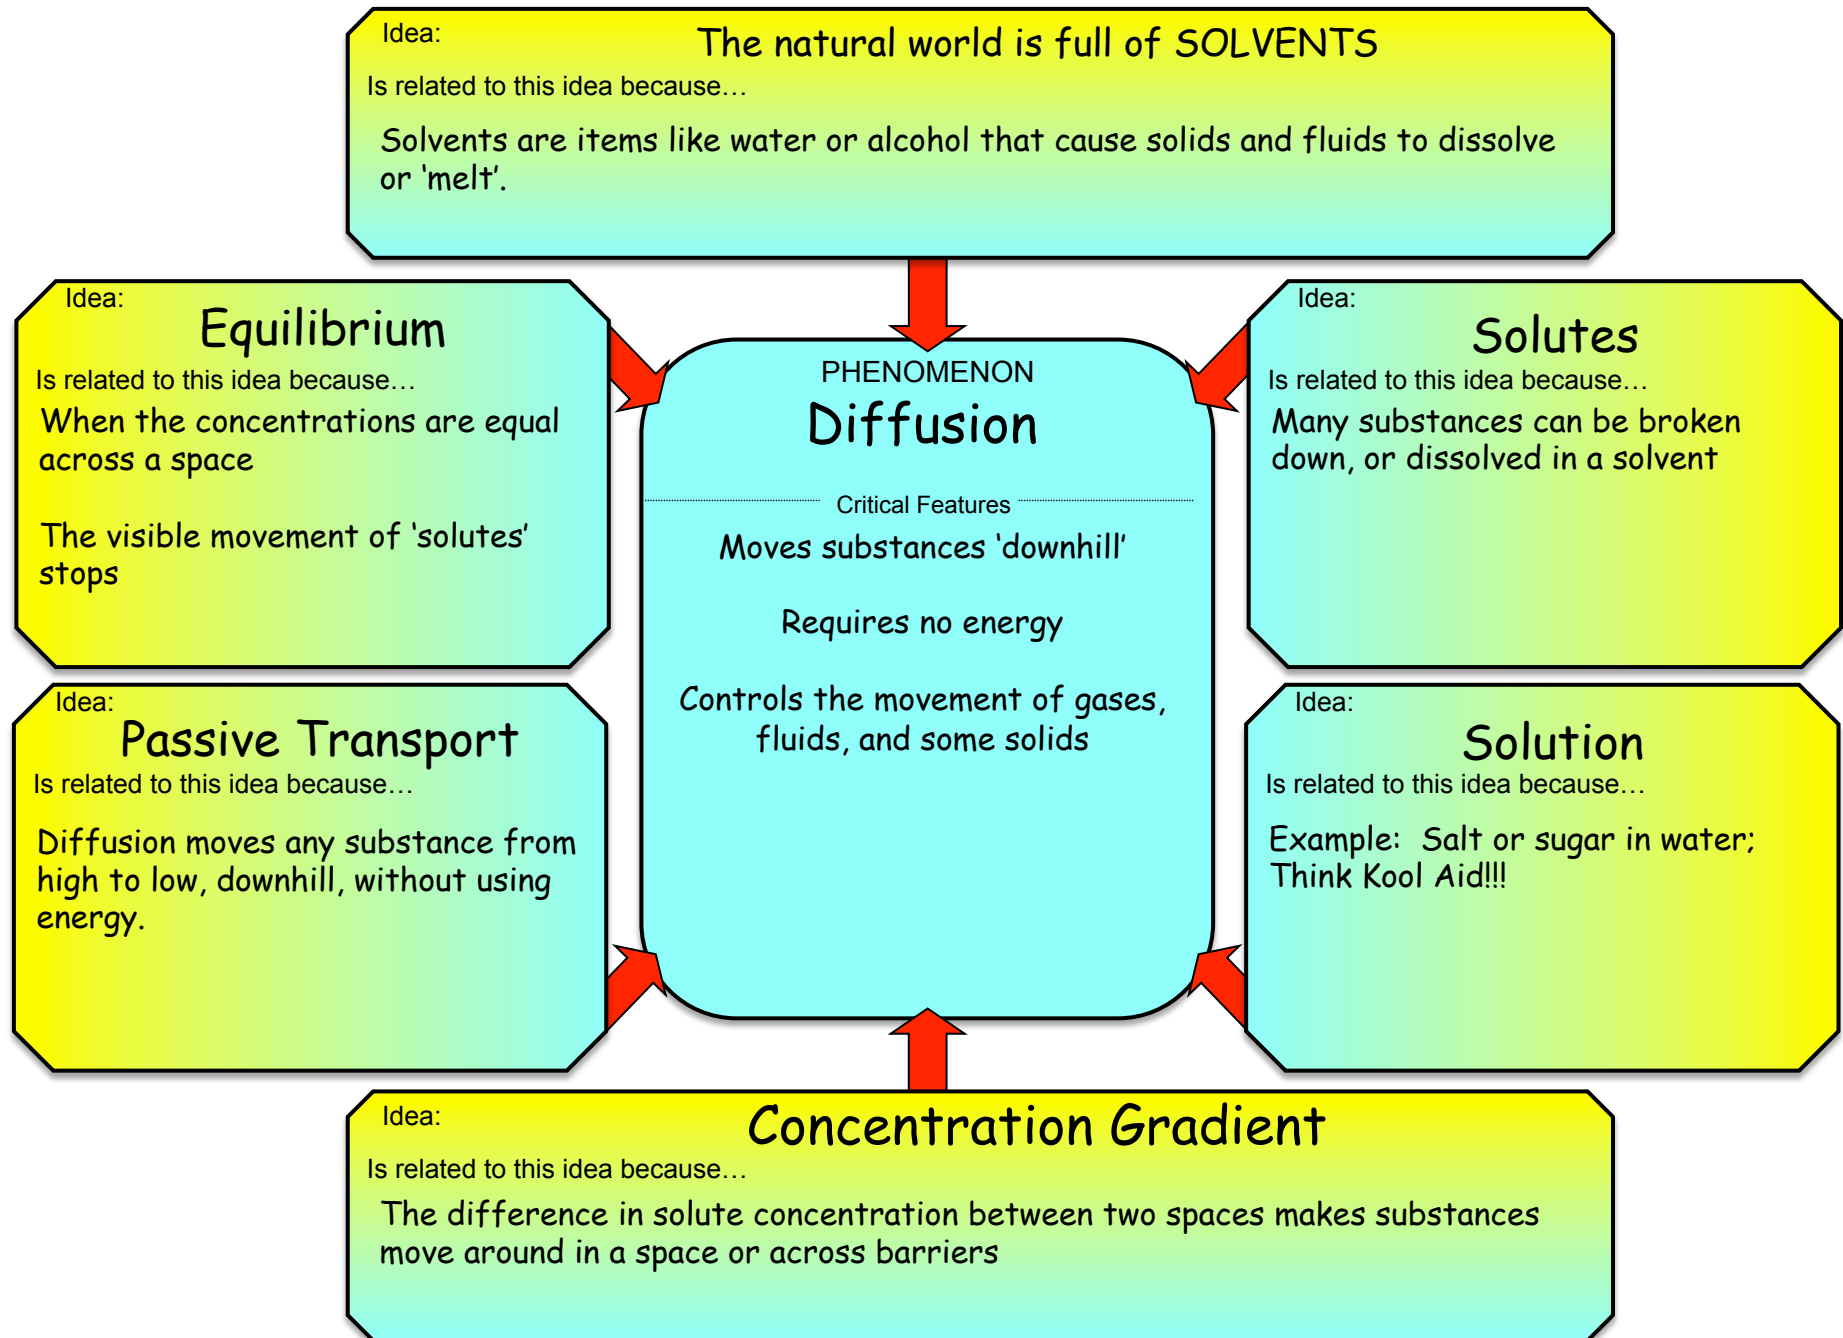 Idea:
The natural world is full of SOLVENTS
Is related to this idea because…
Solvents are items like water or alcohol that cause solids and fluids to dissolve
or ‘melt’.
Idea:
Equilibrium
Is related to this idea because…
When the concentrations are equal
across a space
The visible movement of ‘solutes’
stops
PHENOMENON
Diffusion
Critical Features
Moves substances ‘downhill’
Requires no energy
Controls the movement of gases,
fluids, and some solids
Idea:
Solutes
Is related to this idea because…
Many substances can be broken
down, or dissolved in a solvent
Idea:
Passive Transport
Is related to this idea because…
Diffusion moves any substance from
high to low, downhill, without using
energy.
Idea:
Solution
Is related to this idea because…
Example:  Salt or sugar in water;
Think Kool Aid!!!
Idea:
Concentration Gradient
Is related to this idea because…
The difference in solute concentration between two spaces makes substances
move around in a space or across barriers